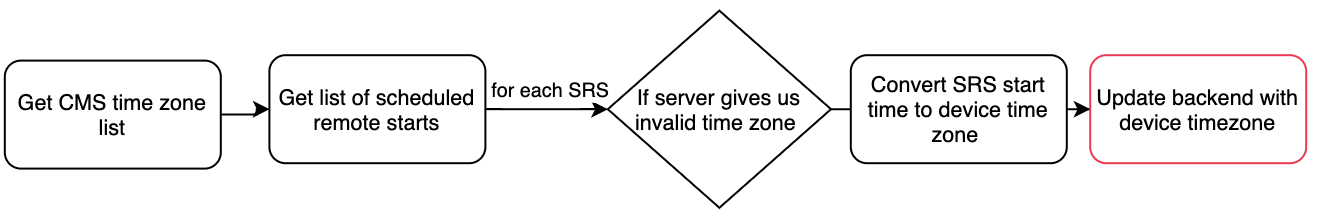 Get CMS time zone
list
Get list of scheduled
remote starts
for each SRS
If server gives us
invalid time zone
Convert SRS start
time to device time
zone
Update backend with
device timezone